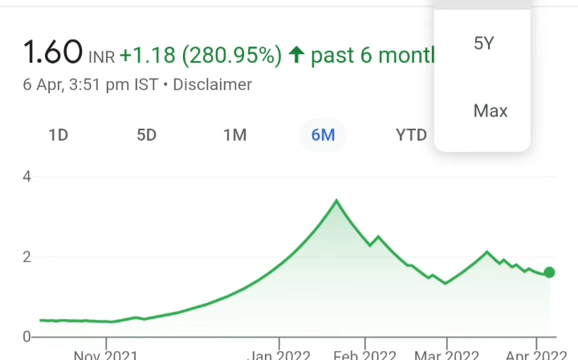 1.60 INR +1.18 (280.95%) ↑ past 6 month
6 Apr, 3:51 pm IST • Disclaimer
5Y
Max
1D 5D 1M 6M YTD
4
2
0
Nov 2021 Jan 2022 Feb 2022 Mar 2022 Apr 2022